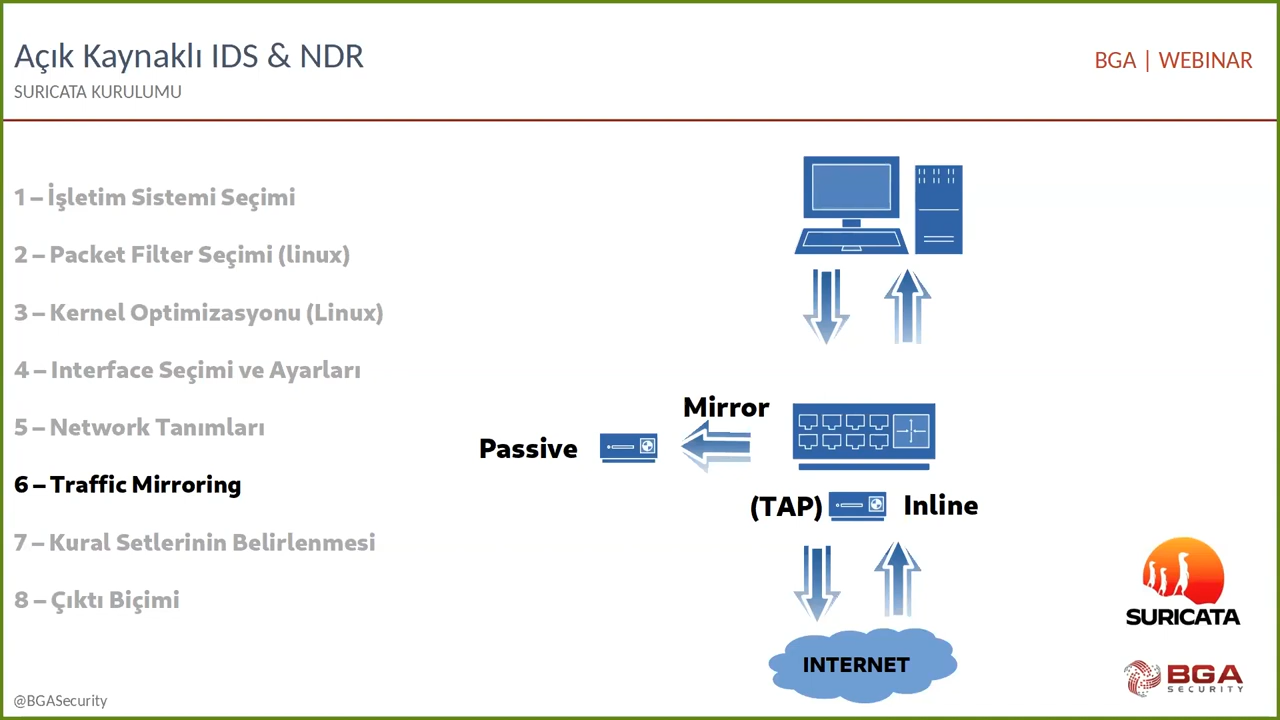 Açık Kaynaklı IDS & NDR
SURICATA KURULUMU
BGA | WEBINAR
1 – İşletim Sistemi Seçimi
2 – Packet Filter Seçimi (linux)
3 – Kernel Optimizasyonu (Linux)
4 – Interface Seçimi ve Ayarları
5 – Network Tanımları
6 – Traffic Mirroring
7 – Kural Setlerinin Belirlenmesi
8 – Çıktı Biçimi
Mirror
Passive
(TAP)
Inline
INTERNET
SURICATA
BGA
SECURITY
@BGASecurity